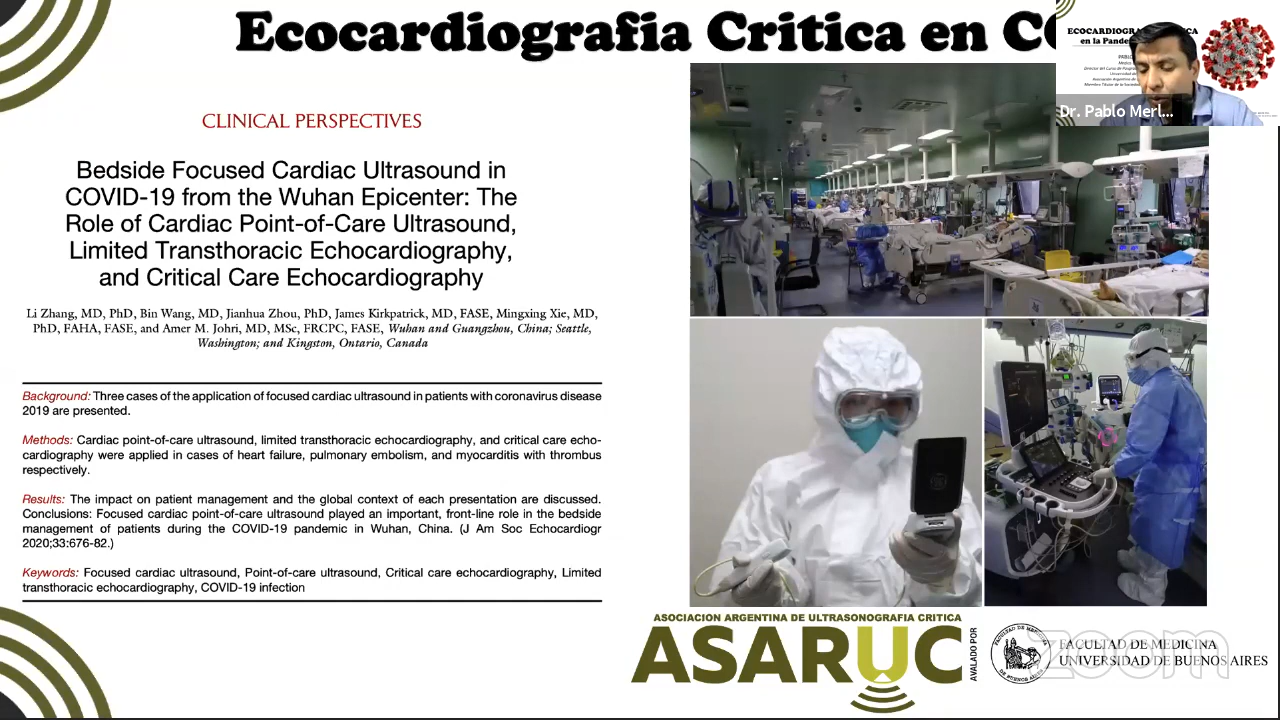 Ecocardiografia Critica en CO
ECOCARDIOGRA
CA
en la Pande
PABL
Dr. Pablo Merl...
CLINICAL PERSPECTIVES
Bedside Focused Cardiac Ultrasound in
COVID-19 from the Wuhan Epicenter: The
Role of Cardiac Point-of-Care Ultrasound,
Limited Transthoracic Echocardiography,
and Critical Care Echocardiography
Li Zhang, MD, PhD, Bin Wang, MD, Jianhua Zhou, PhD, James Kirkpatrick, MD, FASE, Mingxing Xie, MD,
PhD, FAHA, FASE, and Amer M. Johri, MD, MSc, FRCPC, FASE, Wuhan and Guangzhou, China; Seattle,
Washington; and Kingston, Ontario, Canada
Background: Three cases of the application of focused cardiac ultrasound in patients with coronavirus disease
2019 are presented.
Methods: Cardiac point-of-care ultrasound, limited transthoracic echocardiography, and critical care echo-
cardiography were applied in cases of heart failure, pulmonary embolism, and myocarditis with thrombus
respectively.
Results: The impact on patient management and the global context of each presentation are discussed.
Conclusions: Focused cardiac point-of-care ultrasound played an important, front-line role in the bedside
management of patients during the COVID-19 pandemic in Wuhan, China. (J Am Soc Echocardiogr
2020;33:676-82.)
Keywords: Focused cardiac ultrasound, Point-of-care ultrasound, Critical care echocardiography, Limited
transthoracic echocardiography, COVID-19 infection
ASOCIACION ARGENTINA DE ULTRASONOGRAFIA CRITICA
ASARUC
AVALADO POR
FACULTAD DE MEDICINA
UNIVERSIDAD DE BUENOS AIRES
zoom